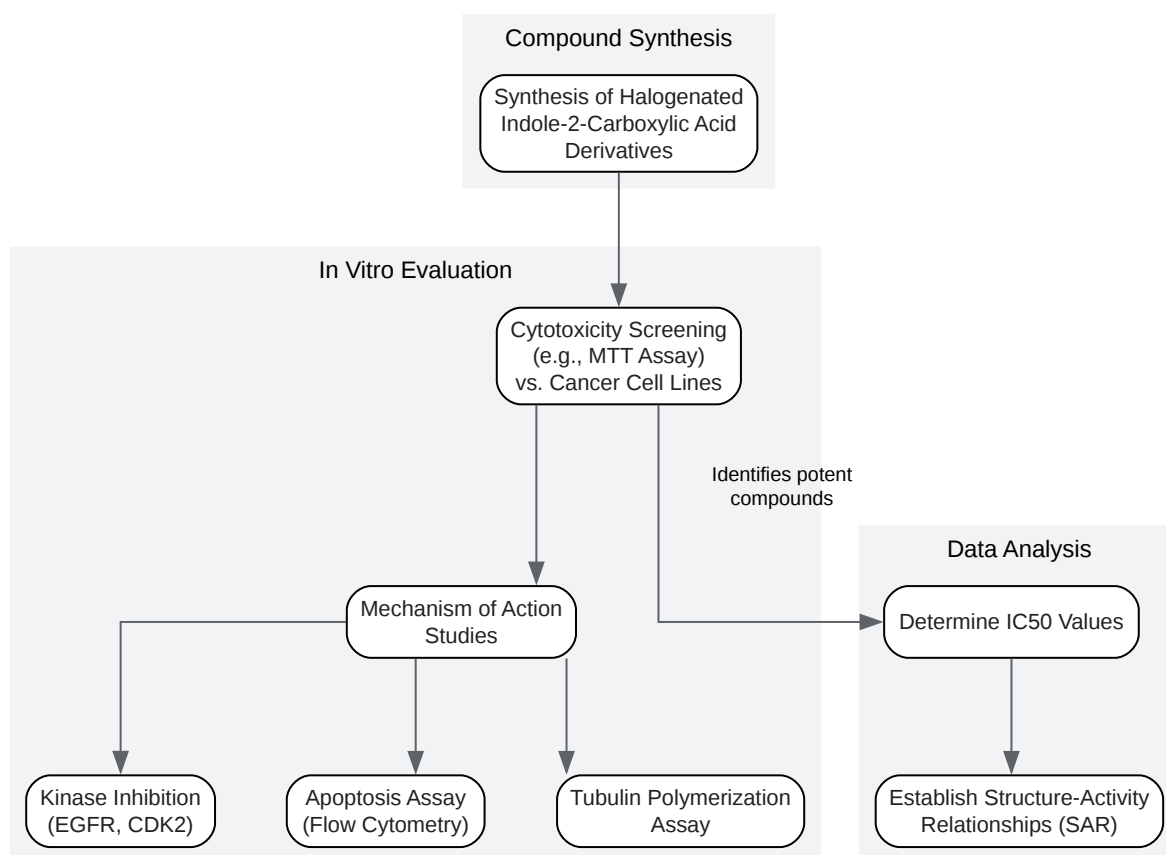 Compound Synthesis
Synthesis of Halogenated
Indole-2-Carboxylic Acid
Derivatives
In Vitro Evaluation
Cytotoxicity Screening
(e.g., MTT Assay)
vs. Cancer Cell Lines
Identifies potent
compounds
Data Analysis
Mechanism of Action
Studies
Determine IC50 Values
Kinase Inhibition
(EGFR, CDK2)
Apoptosis Assay
(Flow Cytometry)
Tubulin Polymerization
Assay
Establish Structure-Activity
Relationships (SAR)